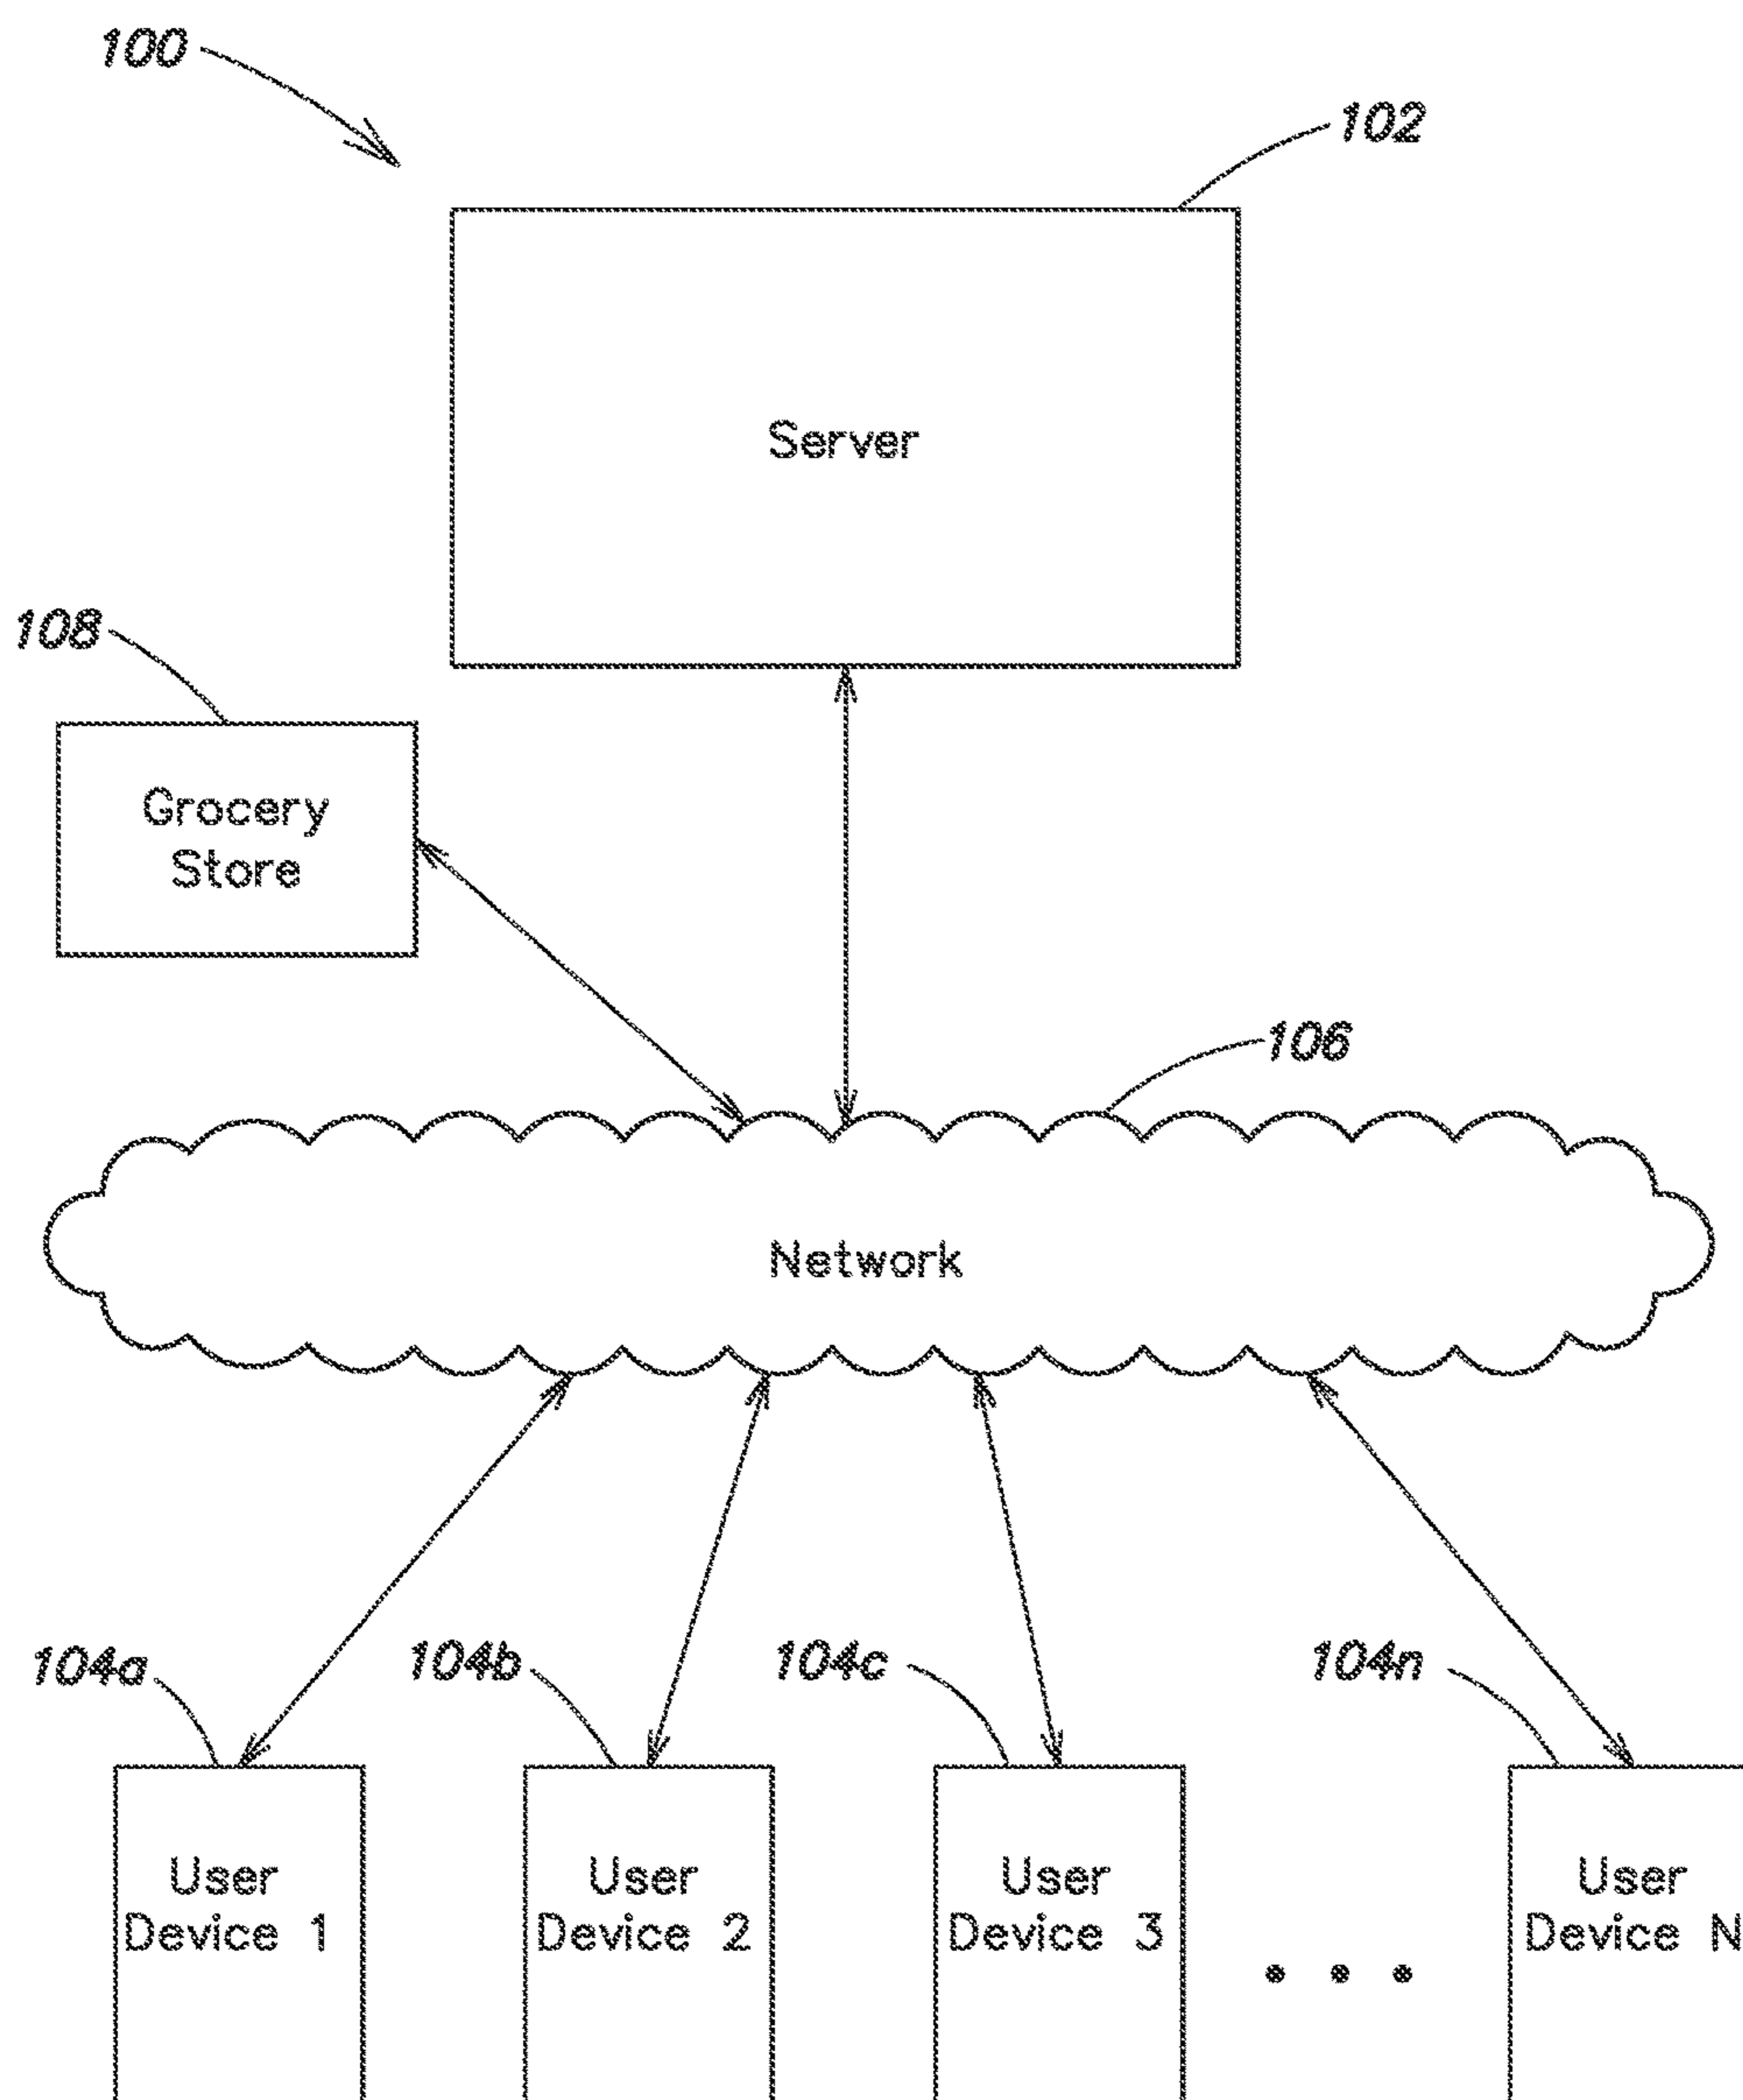 100
102
Server
108
Grocery
Store
106
Network
104a
104b
104c
104n
User
Device 1
User
Device 2
User
Device 3
User
Device N